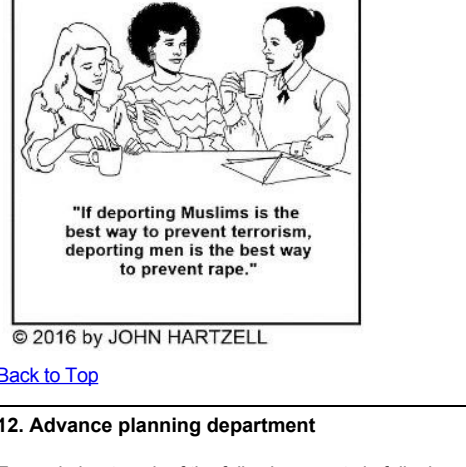 "If deporting Muslims is the
best way to prevent terrorism,
deporting men is the best way
to prevent rape."
© 2016 by JOHN HARTZELL
Back to Top
12. Advance planning department